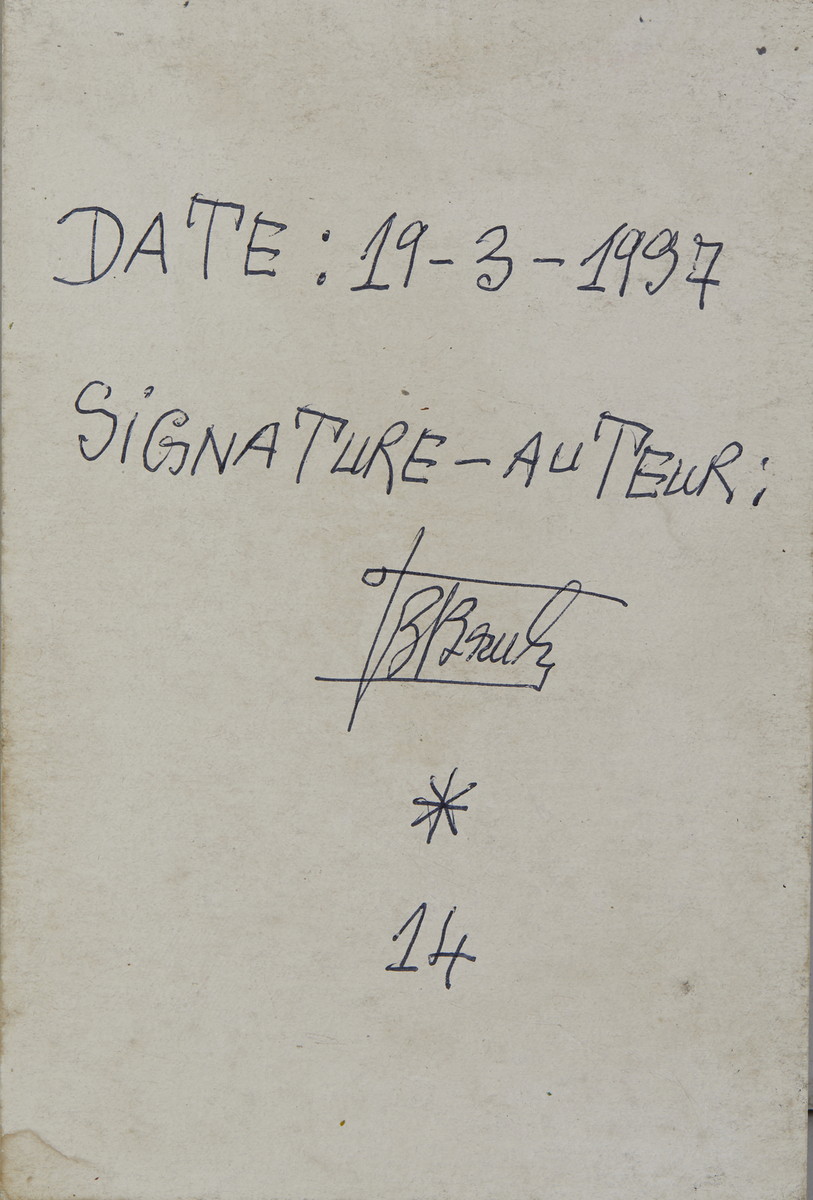 DATE : 19-3-1997
SiGNATURE-AUTEUR :
*
14